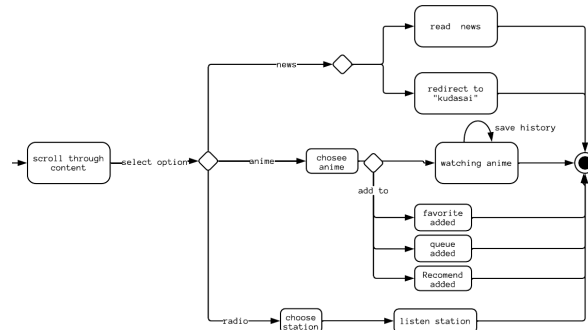 read news
news
redirect to
"kudasai"
save history
scroll through
content
select option
anime
chosee
anime
watching anime
add to
favorite
added
queue
added
Recomend
added
radio
choose
station
listen station